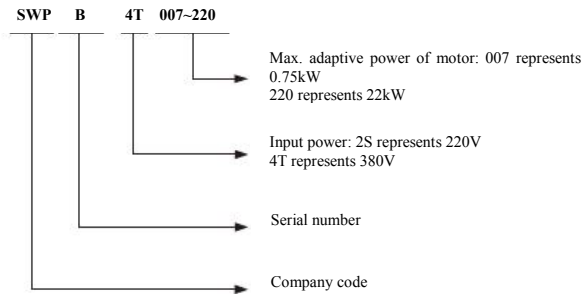 SWP B 4T 007~220
Max. adaptive power of motor: 007 represents
0.75kW
220 represents 22kW
Input power: 2S represents 220V
4T represents 380V
Serial number
Company code